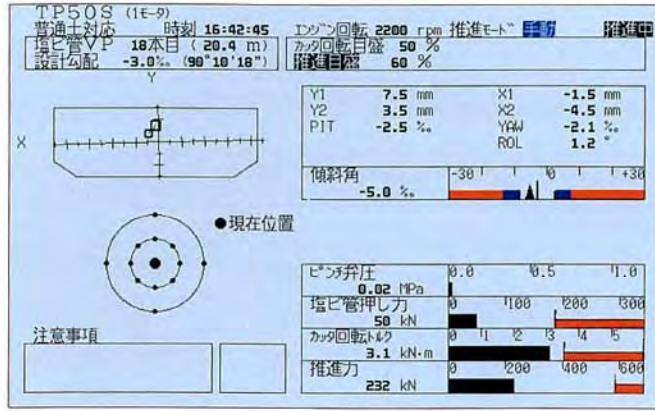 TP50S (1モータ)
普通土対応 時刻 16:42:45 エンジン回転 2200 rpm 推進モード 手動 推進中
塩ビ管VP 18本目 ( 20.4 m)
設計勾配 -3.0‰ (90°10'18")
カッタ回転目盛 50 %
推進目盛 60 %
Y
X
Y1 7.5 mm X1 -1.5 mm
Y2 3.5 mm X2 -4.5 mm
PIT -2.5 ‰ YAW -2.1 ‰
ROL 1.2 °
傾斜角 -30 0 +30
-5.0 ‰
●現在位置
ピンチ弁圧 0.0 0.5 1.0
0.02 MPa
塩ビ管押し力 0 100 200 300
50 kN
カッタ回転トルク 0 1 2 3 4 5
3.1 kN·m
推進力 0 200 400 600
232 kN
注意事項